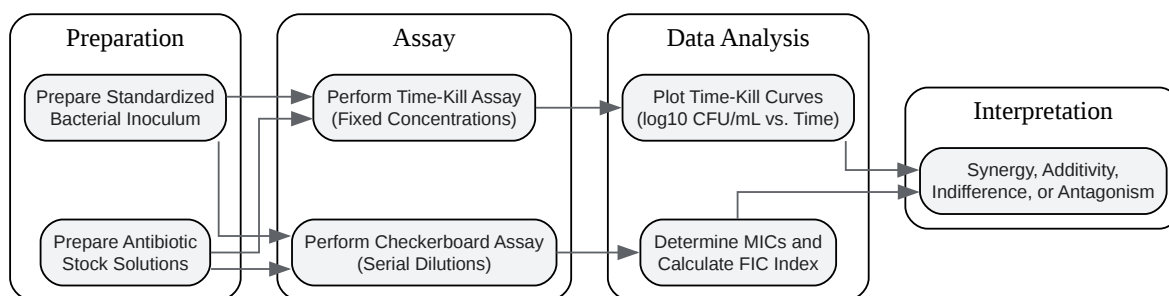 Preparation
Prepare Standardized
Bacterial Inoculum
Prepare Antibiotic
Stock Solutions
Assay
Perform Time-Kill Assay
(Fixed Concentrations)
Perform Checkerboard Assay
(Serial Dilutions)
Data Analysis
Plot Time-Kill Curves
(log10 CFU/mL vs. Time)
Determine MICs and
Calculate FIC Index
Interpretation
Synergy, Additivity,
Indifference, or Antagonism